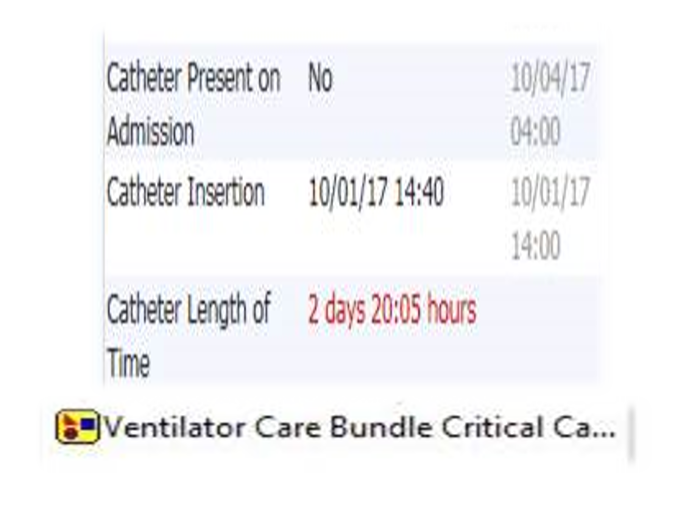 Catheter Present on No 10/04/17
Admission 04:00
Catheter Insertion 10/01/17 14:40 10/01/17
14:00
Catheter Length of 2 days 20:05 hours
Time
Ventilator Care Bundle Critical Ca...